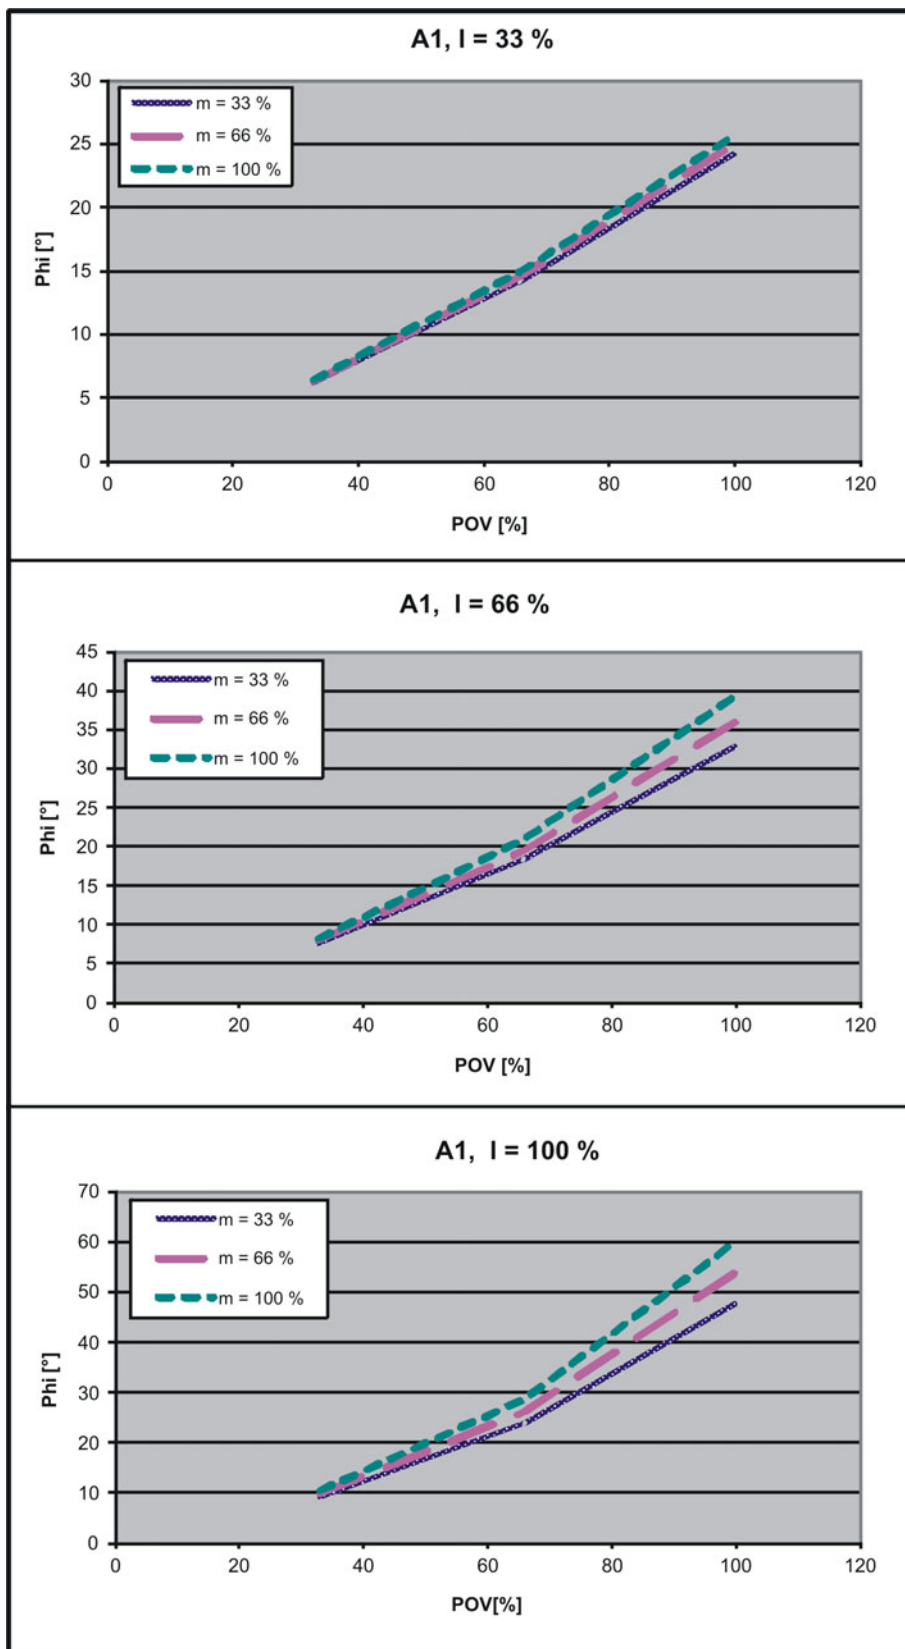 A1, l = 33 %
30
25
20
15
10
5
0
Phi [°]
m = 33 %
m = 66 %
m = 100 %
0 20 40 60 80 100 120
POV [%]
A1, l = 66 %
45
40
35
30
25
20
15
10
5
0
Phi [°]
m = 33 %
m = 66 %
m = 100 %
0 20 40 60 80 100 120
POV [%]
A1, l = 100 %
70
60
50
40
30
20
10
0
Phi [°]
m = 33 %
m = 66 %
m = 100 %
0 20 40 60 80 100 120
POV[%]